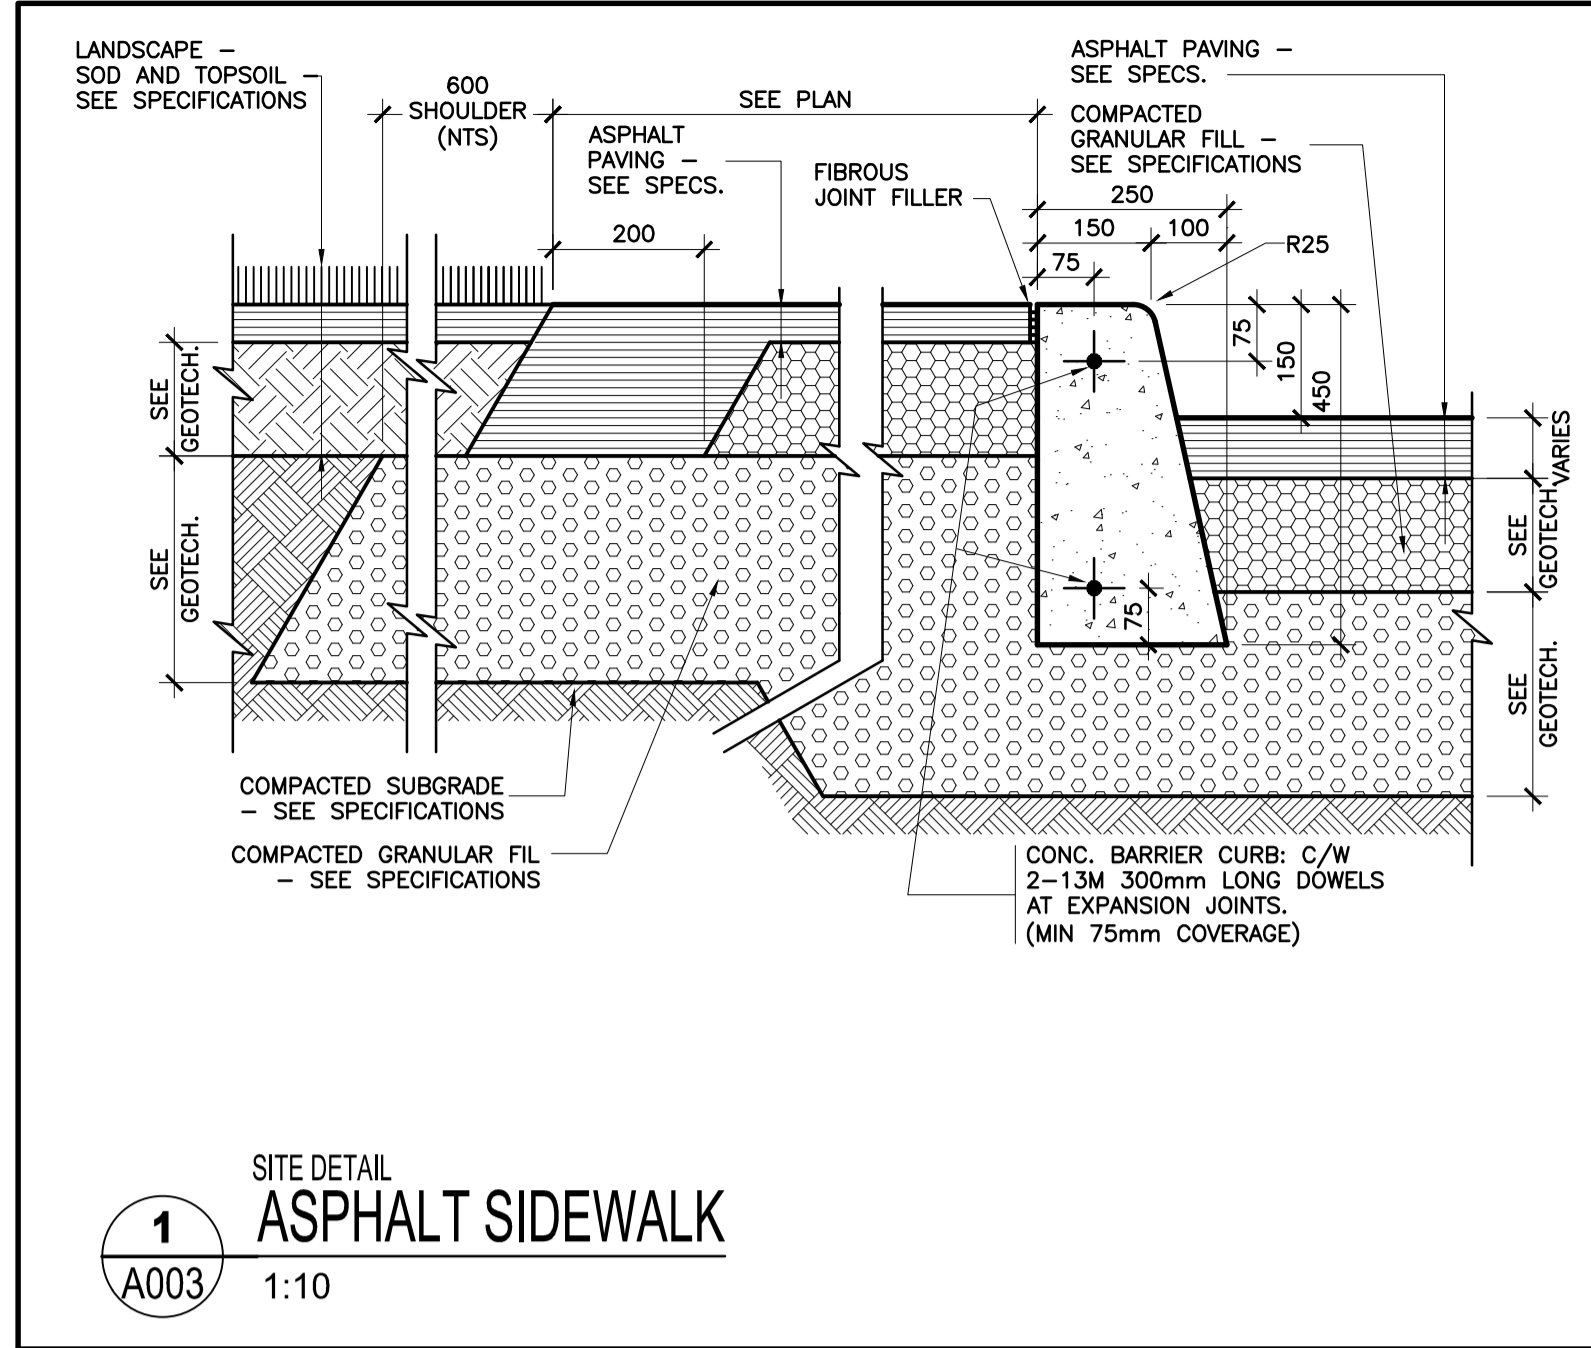 LANDSCAPE –
SOD AND TOPSOIL –
SEE SPECIFICATIONS
600
SHOULDER
(NTS)
SEE PLAN
ASPHALT PAVING –
SEE SPECS.
COMPACTED
GRANULAR FILL –
SEE SPECIFICATIONS
ASPHALT
PAVING –
SEE SPECS.
FIBROUS
JOINT FILLER
250
150
100
200
75
R25
75
150
450
SEE
GEOTECH.
SEE
GEOTECH.
VARIES
SEE
GEOTECH.
SEE
GEOTECH.
75
COMPACTED SUBGRADE
– SEE SPECIFICATIONS
COMPACTED GRANULAR FIL
– SEE SPECIFICATIONS
CONC. BARRIER CURB: C/W
2–13M 300mm LONG DOWELS
AT EXPANSION JOINTS.
(MIN 75mm COVERAGE)
SITE DETAIL
1
ASPHALT SIDEWALK
A003
1:10